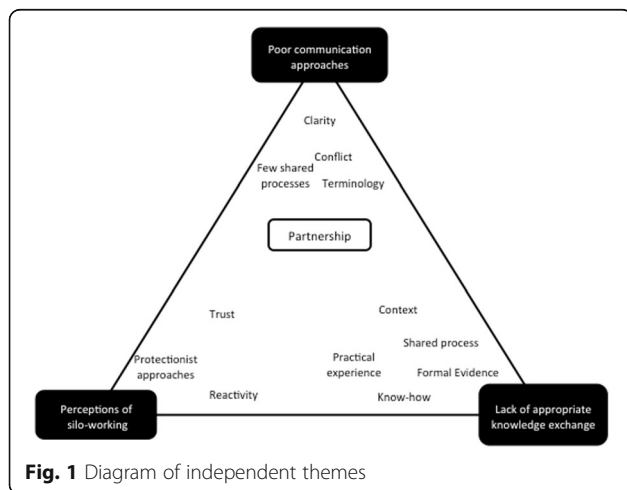 Poor communication
approaches
Clarity
Conflict
Few shared
processes
Terminology
Partnership
Trust
Context
Shared process
Protectionist
approaches
Practical
experience
Formal Evidence
Reactivity
Know-how
Perceptions of
silo-working
Lack of appropriate
knowledge exchange
Fig. 1 Diagram of independent themes